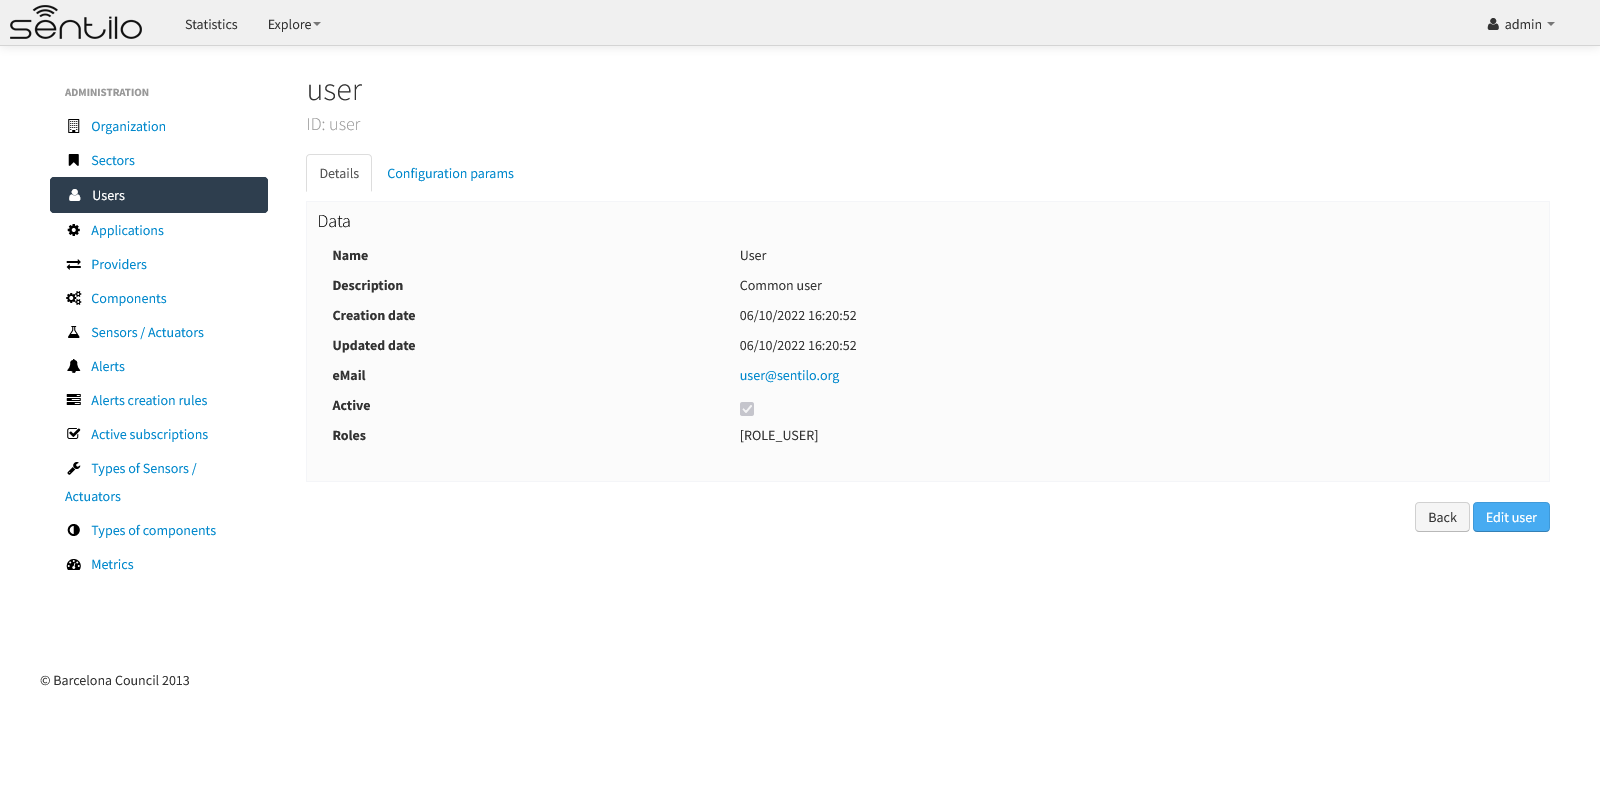 sentilo
Statistics
Explore
admin
ADMINISTRATION
Organization
Sectors
Users
Applications
Providers
Components
Sensors / Actuators
Alerts
Alerts creation rules
Active subscriptions
Types of Sensors /
Actuators
Types of components
Metrics
user
ID: user
Details
Configuration params
Data
Name User
Description Common user
Creation date 06/10/2022 16:20:52
Updated date 06/10/2022 16:20:52
eMail user@sentilo.org
Active
Roles [ROLE_USER]
Back
Edit user
© Barcelona Council 2013